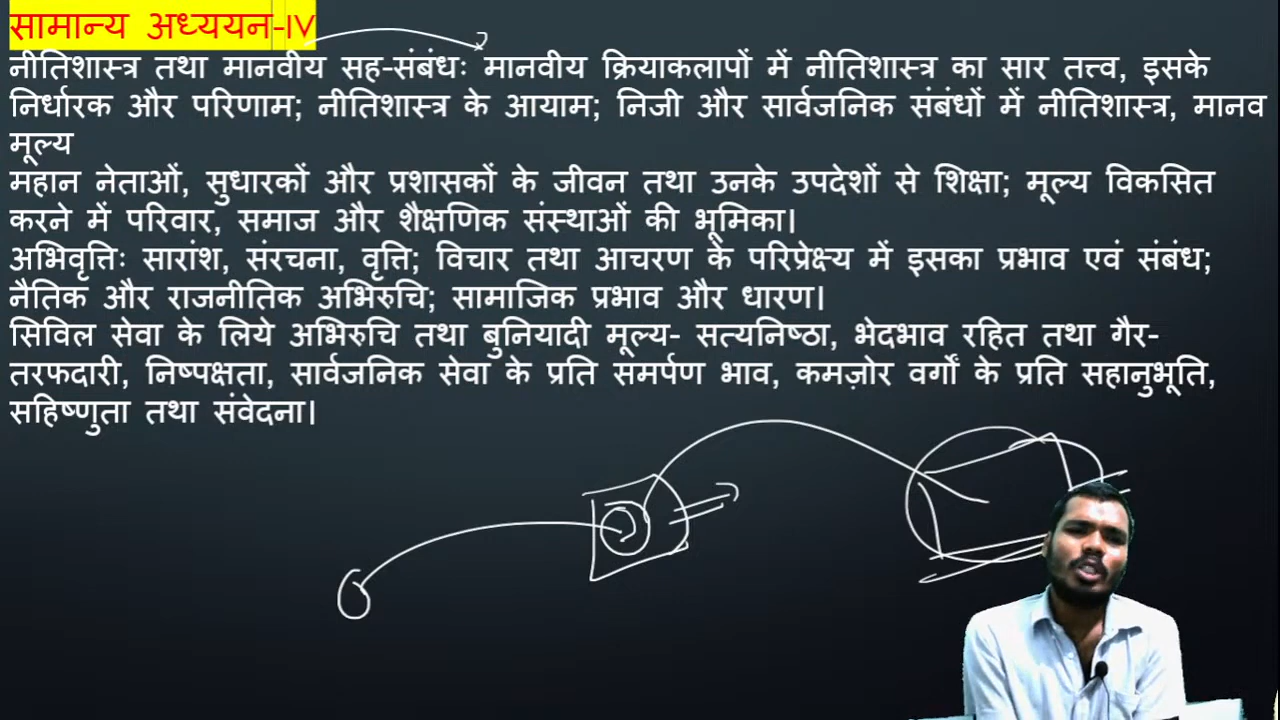 सामान्य अध्ययन-IV
नीतिशास्त्र तथा मानवीय सह-संबंधः मानवीय क्रियाकलापों में नीतिशास्त्र का सार तत्त्व, इसके
निर्धारक और परिणाम; नीतिशास्त्र के आयाम; निजी और सार्वजनिक संबंधों में नीतिशास्त्र, मानव
मूल्य
महान नेताओं, सुधारकों और प्रशासकों के जीवन तथा उनके उपदेशों से शिक्षा; मूल्य विकसित
करने में परिवार, समाज और शैक्षणिक संस्थाओं की भूमिका।
अभिवृत्तिः सारांश, संरचना, वृत्ति; विचार तथा आचरण के परिप्रेक्ष्य में इसका प्रभाव एवं संबंध;
नैतिक और राजनीतिक अभिरुचि; सामाजिक प्रभाव और धारण।
सिविल सेवा के लिये अभिरुचि तथा बुनियादी मूल्य- सत्यनिष्ठा, भेदभाव रहित तथा गैर-
तरफदारी, निष्पक्षता, सार्वजनिक सेवा के प्रति समर्पण भाव, कमज़ोर वर्गों के प्रति सहानुभूति,
सहिष्णुता तथा संवेदना।